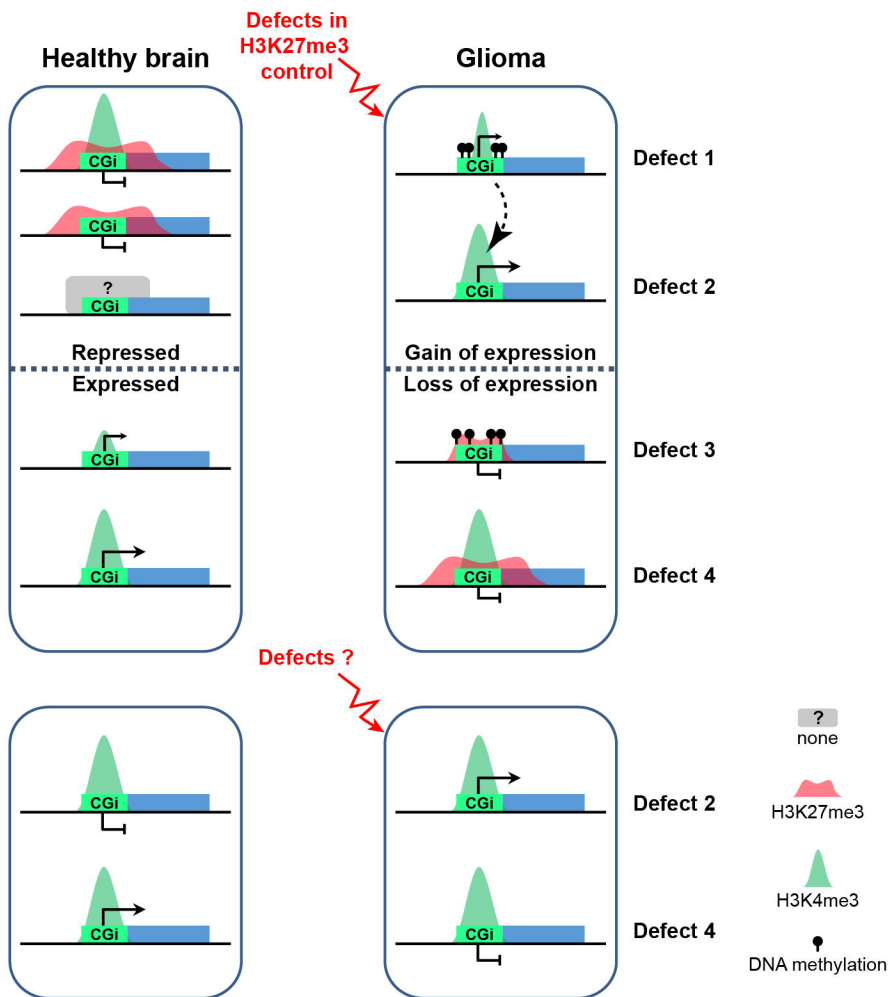 Defects in
H3K27me3
control
Healthy brain
Glioma
CGi
CGi
Defect 1
CGi
?
CGi
CGi
Defect 2
Repressed
Gain of expression
Expressed
Loss of expression
CGi
CGi
Defect 3
CGi
CGi
Defect 4
Defects ?
?
none
CGi
CGi
Defect 2
H3K27me3
CGi
CGi
Defect 4
H3K4me3
DNA methylation